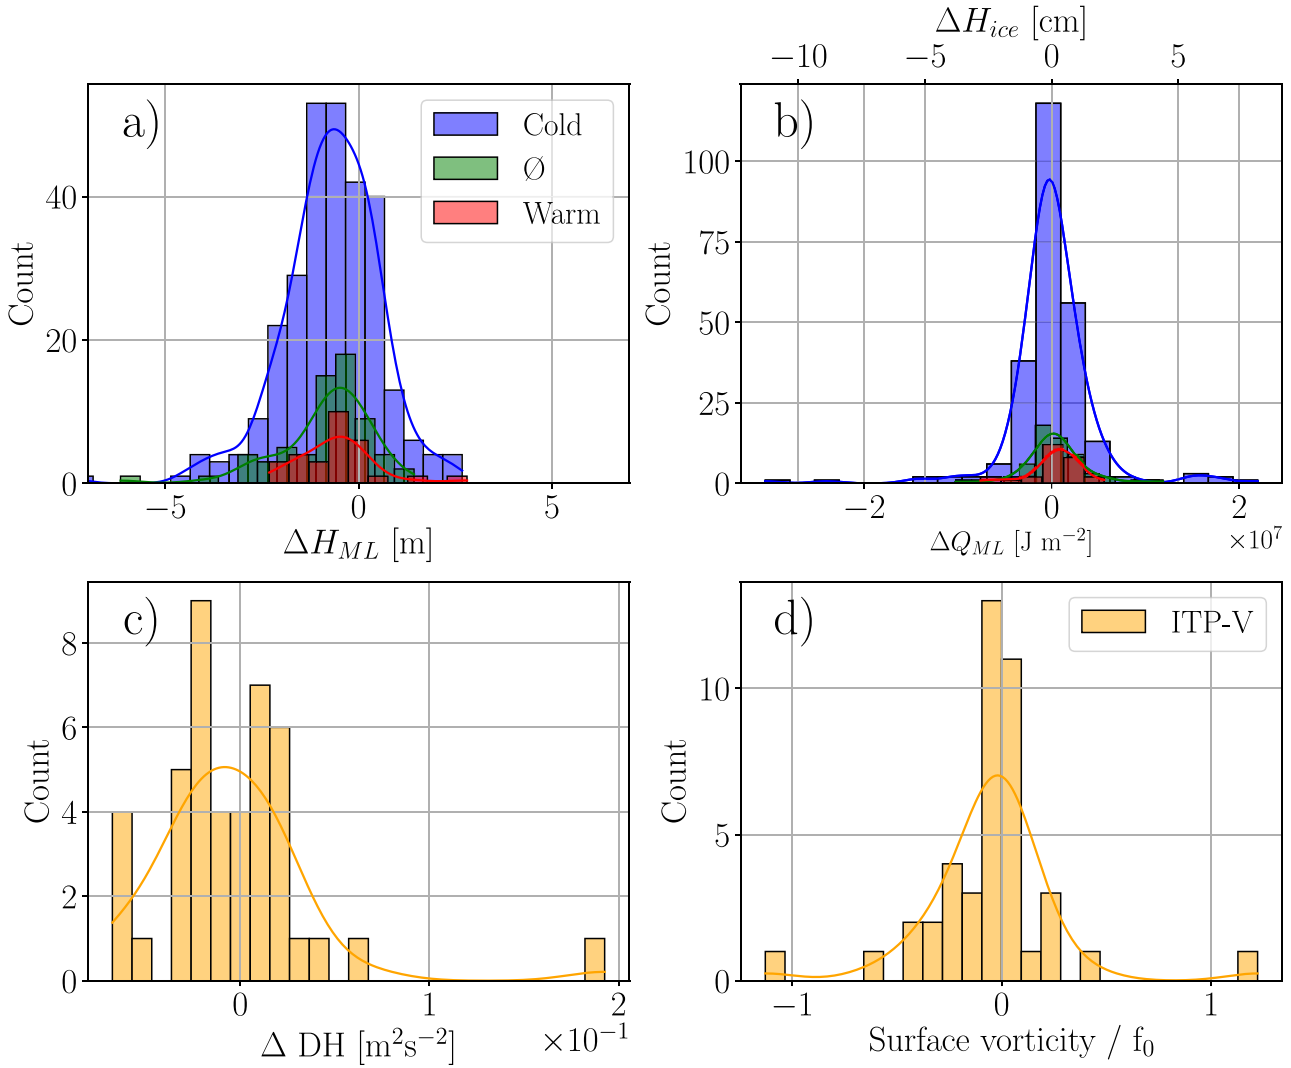 a)
Cold
Ø
Warm
40
20
0
Count
−5
0
5
ΔH_ML [m]
ΔH_ice [cm]
−10
−5
0
5
b)
100
75
50
25
0
Count
−2
0
2
ΔQ_ML [J m⁻²]
×10⁷
c)
8
6
4
2
0
Count
0
1
2
Δ DH [m²s⁻²]
×10⁻¹
d)
ITP-V
10
5
0
Count
−1
0
1
Surface vorticity / f₀